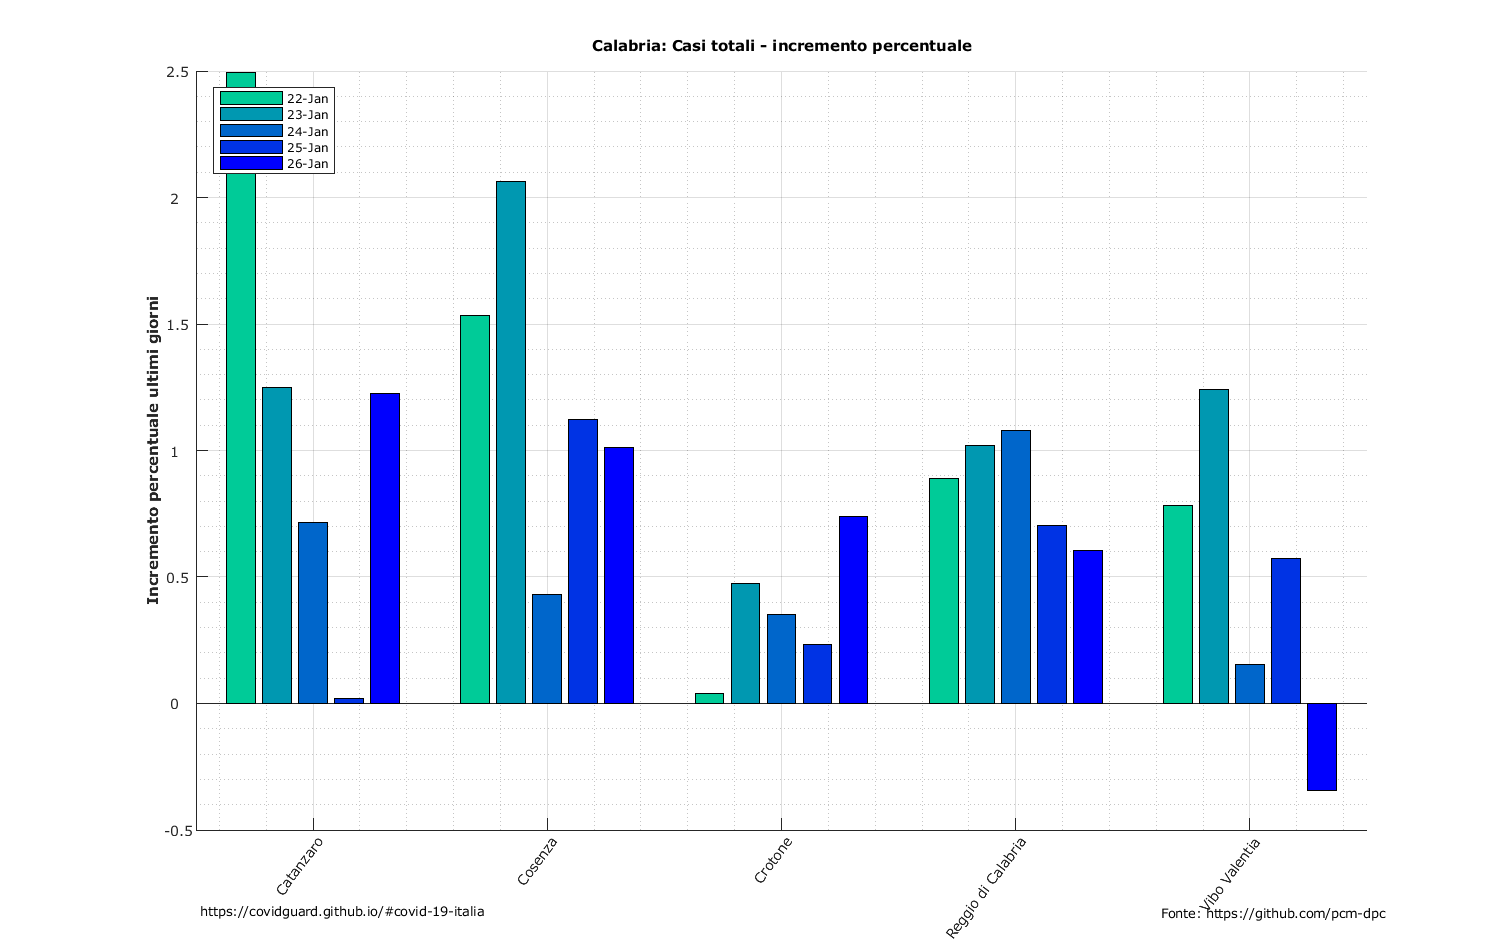 Calabria: Casi totali - incremento percentuale
Incremento percentuale ultimi giorni
2.5
2
1.5
1
0.5
0
-0.5
22-Jan
23-Jan
24-Jan
25-Jan
26-Jan
Catanzaro
Cosenza
Crotone
Reggio di Calabria
Vibo Valentia
https://covidguard.github.io/#covid-19-italia
Fonte: https://github.com/pcm-dpc